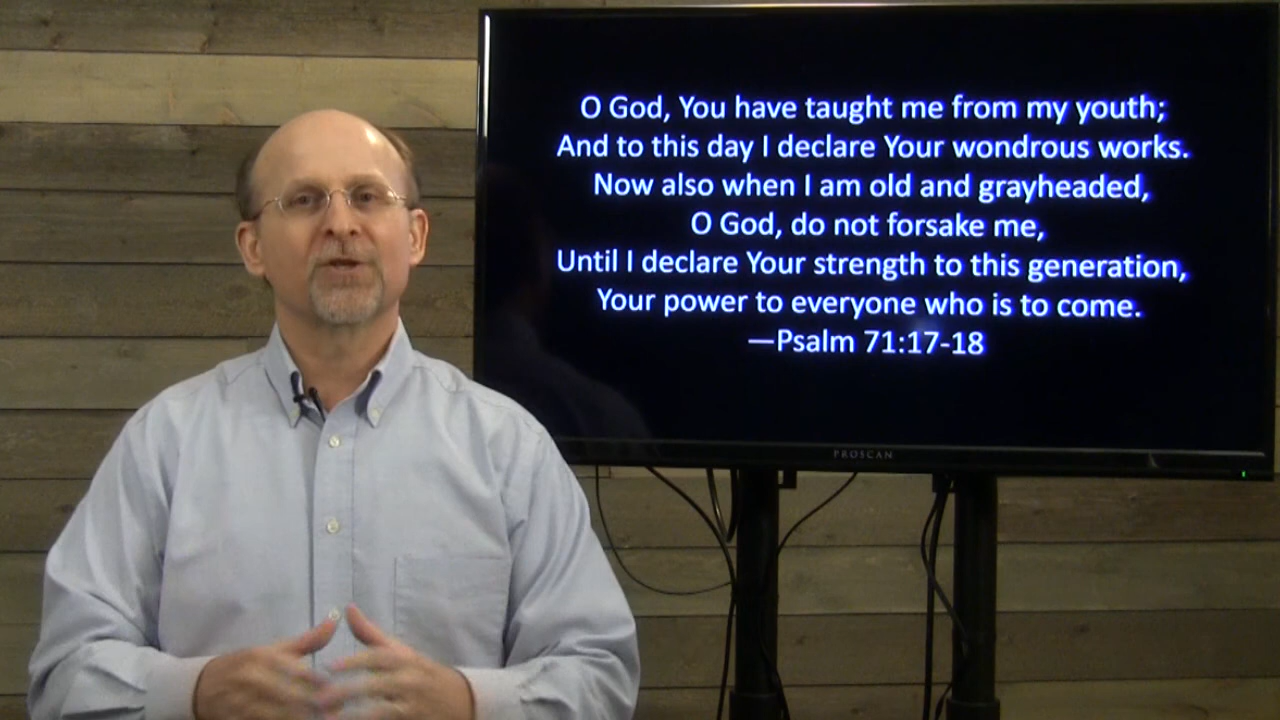 O God, You have taught me from my youth;
And to this day I declare Your wondrous works.
Now also when I am old and grayheaded,
O God, do not forsake me,
Until I declare Your strength to this generation,
Your power to everyone who is to come.
—Psalm 71:17-18
PROSCAN